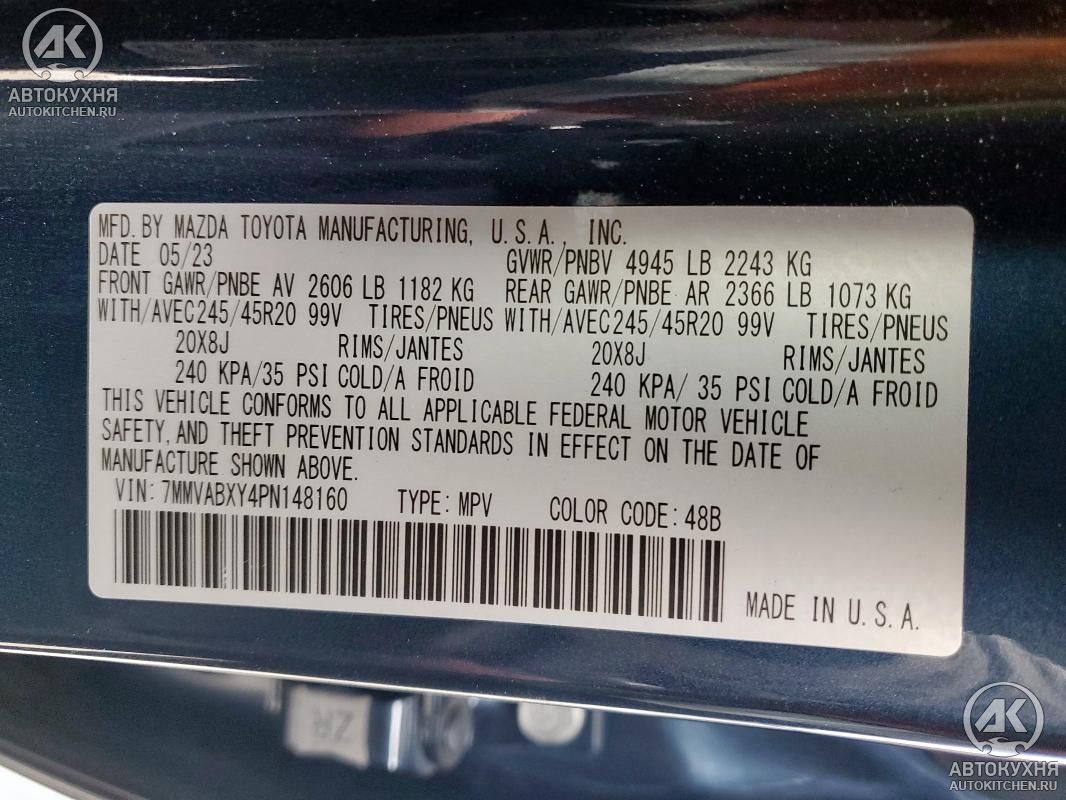 AK
АВТОКУХНЯ
AUTOKITCHEN.RU
MFD. BY MAZDA TOYOTA MANUFACTURING, U.S.A., INC.
DATE 05/23 GVWR/PNBV 4945 LB 2243 KG
FRONT GAWR/PNBE AV 2606 LB 1182 KG REAR GAWR/PNBE AR 2366 LB 1073 KG
WITH/AVEC245/45R20 99V TIRES/PNEUS WITH/AVEC245/45R20 99V TIRES/PNEUS
20X8J RIMS/JANTES 20X8J RIMS/JANTES
240 KPA/35 PSI COLD/A FROID 240 KPA/ 35 PSI COLD/A FROID
THIS VEHICLE CONFORMS TO ALL APPLICABLE FEDERAL MOTOR VEHICLE
SAFETY, AND THEFT PREVENTION STANDARDS IN EFFECT ON THE DATE OF
MANUFACTURE SHOWN ABOVE.
VIN: 7MMVABXY4PN148160 TYPE: MPV COLOR CODE: 48B
MADE IN U.S.A.
ZR
AK
АВТОКУХНЯ
AUTOKITCHEN.RU